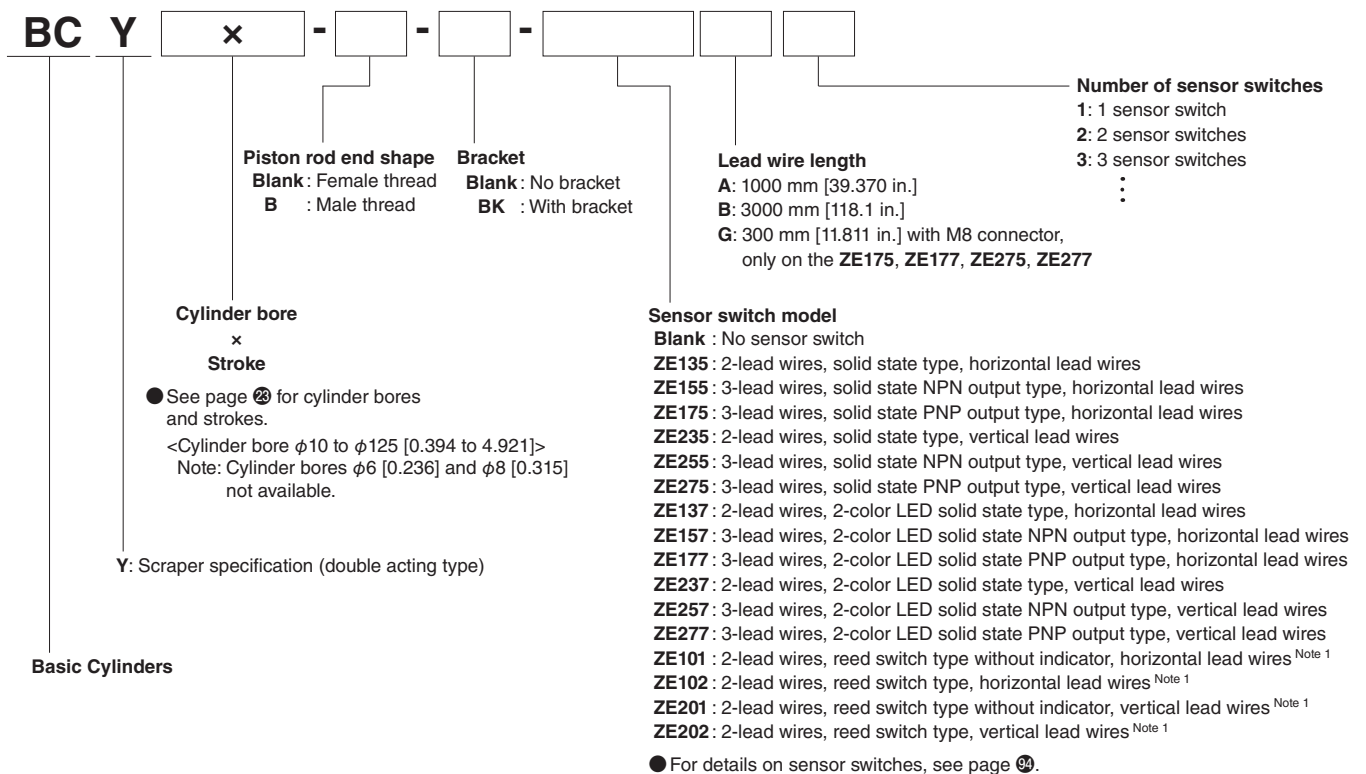 BC Y × - - -
Number of sensor switches
1: 1 sensor switch
2: 2 sensor switches
3: 3 sensor switches
⋮
Piston rod end shape
Blank : Female thread
B : Male thread
Bracket
Blank : No bracket
BK : With bracket
Lead wire length
A: 1000 mm [39.370 in.]
B: 3000 mm [118.1 in.]
G: 300 mm [11.811 in.] with M8 connector,
only on the ZE175, ZE177, ZE275, ZE277
Cylinder bore
×
Stroke
● See page ㉓ for cylinder bores
and strokes.
<Cylinder bore φ10 to φ125 [0.394 to 4.921]>
Note: Cylinder bores φ6 [0.236] and φ8 [0.315]
not available.
Y: Scraper specification (double acting type)
Basic Cylinders
Sensor switch model
Blank : No sensor switch
ZE135 : 2-lead wires, solid state type, horizontal lead wires
ZE155 : 3-lead wires, solid state NPN output type, horizontal lead wires
ZE175 : 3-lead wires, solid state PNP output type, horizontal lead wires
ZE235 : 2-lead wires, solid state type, vertical lead wires
ZE255 : 3-lead wires, solid state NPN output type, vertical lead wires
ZE275 : 3-lead wires, solid state PNP output type, vertical lead wires
ZE137 : 2-lead wires, 2-color LED solid state type, horizontal lead wires
ZE157 : 3-lead wires, 2-color LED solid state NPN output type, horizontal lead wires
ZE177 : 3-lead wires, 2-color LED solid state PNP output type, horizontal lead wires
ZE237 : 2-lead wires, 2-color LED solid state type, vertical lead wires
ZE257 : 3-lead wires, 2-color LED solid state NPN output type, vertical lead wires
ZE277 : 3-lead wires, 2-color LED solid state PNP output type, vertical lead wires
ZE101 : 2-lead wires, reed switch type without indicator, horizontal lead wires Note 1
ZE102 : 2-lead wires, reed switch type, horizontal lead wires Note 1
ZE201 : 2-lead wires, reed switch type without indicator, vertical lead wires Note 1
ZE202 : 2-lead wires, reed switch type, vertical lead wires Note 1
● For details on sensor switches, see page 94.